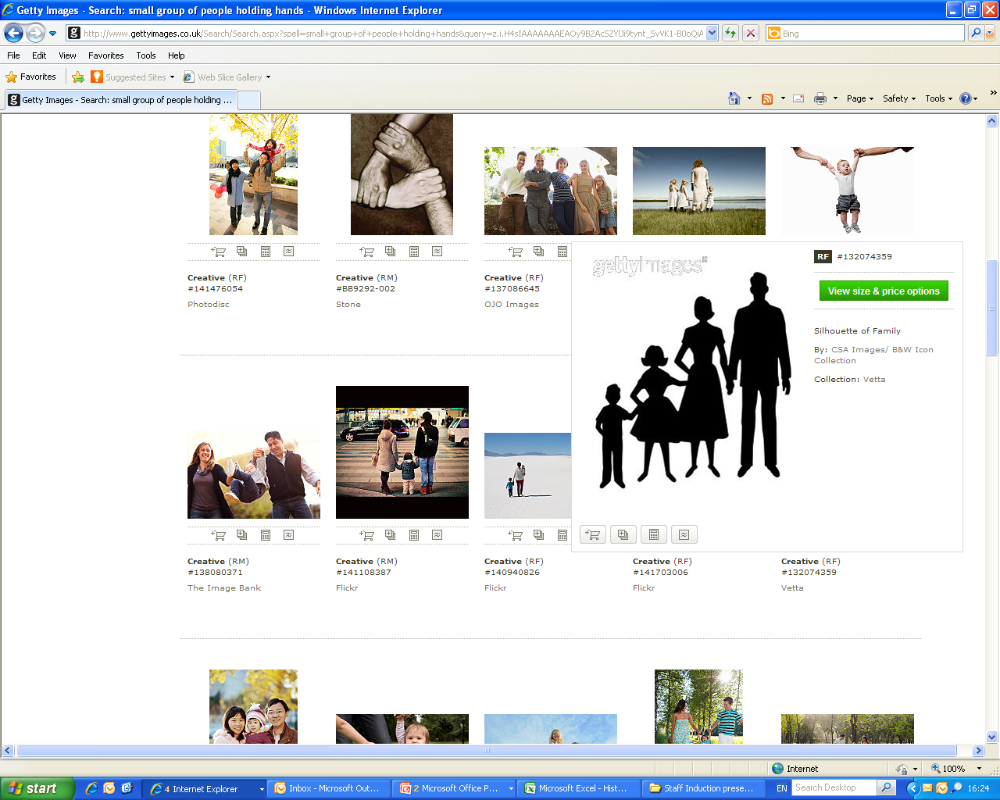 Getty Images - Search: small group of people holding hands - Windows Internet Explorer
http://www.gettyimages.co.uk/Search/Search.aspx?spell=small+group+of+people+holding+hands&query=
Bing
File Edit View Favorites Tools Help
Favorites Suggested Sites Web Slice Gallery
Getty Images - Search: small group of people holding ...
Page Safety Tools
gettyimages
RF #132074359
View size & price options
Silhouette of Family
By: CSA Images/ B&W Icon
Collection
Collection: Vetta
Creative (RF)
#141476054
Photodisc
Creative (RM)
#BB9292-002
Stone
Creative (RF)
#137086645
OJO Images
Creative (RM)
#138080371
The Image Bank
Creative (RM)
#141108387
Flickr
Creative (RF)
#140940826
Flickr
Creative (RF)
#141703006
Flickr
Creative (RF)
#132074359
Vetta
Internet 100%
start
4 Internet Explorer
Inbox - Microsoft Out...
2 Microsoft Office P...
Microsoft Excel - Hist...
Staff Induction prese...
EN
Search Desktop
16:24